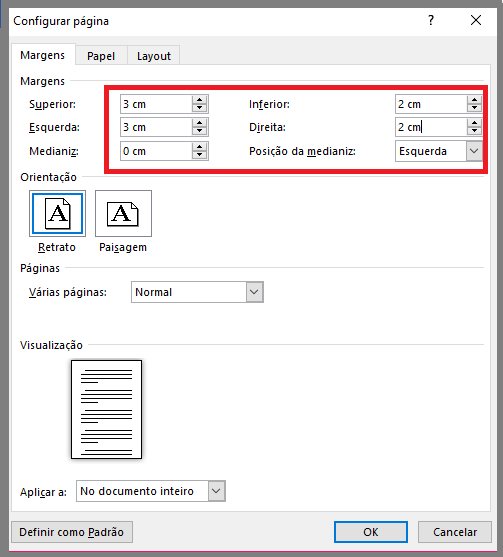 Configurar página ?
Margens Papel Layout
Margens
Superior: 3 cm Inferior: 2 cm
Esquerda: 3 cm Direita: 2 cm
Medianiz: 0 cm Posição da medianiz: Esquerda
Orientação
A A
Retrato Paisagem
Páginas
Várias páginas: Normal
Visualização
Aplicar a: No documento inteiro
Definir como Padrão OK Cancelar